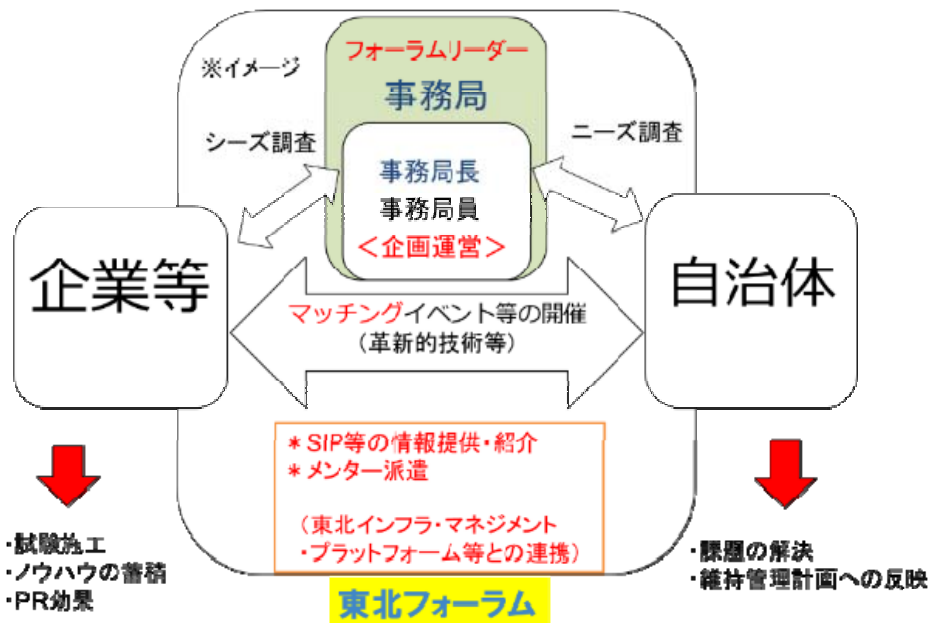 フォーラムリーダー
※イメージ
事務局
シーズ調査
ニーズ調査
事務局長
事務局員
＜企画運営＞
企業等
自治体
マッチングイベント等の開催
（革新的技術等）
＊SIP等の情報提供・紹介
＊メンター派遣
（東北インフラ・マネジメント
・プラットフォーム等との連携）
・試験施工
・ノウハウの蓄積
・PR効果
・課題の解決
・維持管理計画への反映
東北フォーラム